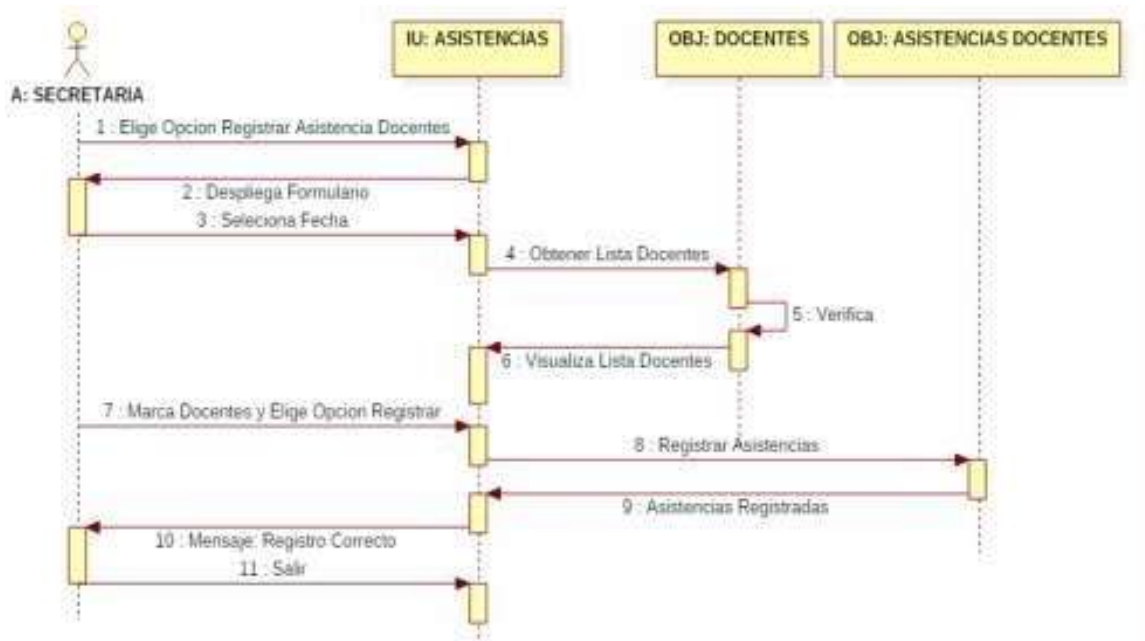 IU: ASISTENCIAS
OBJ: DOCENTES
OBJ: ASISTENCIAS DOCENTES
A: SECRETARIA
1 : Elige Opcion Registrar Asistencia Docentes
2 : Despliega Formulario
3 : Seleciona Fecha
4 : Obtener Lista Docentes
5 : Verifica
6 : Visualiza Lista Docentes
7 : Marca Docentes y Elige Opcion Registrar
8 : Registrar Asistencias
9 : Asistencias Registradas
10 : Mensaje: Registro Correcto
11 : Salir